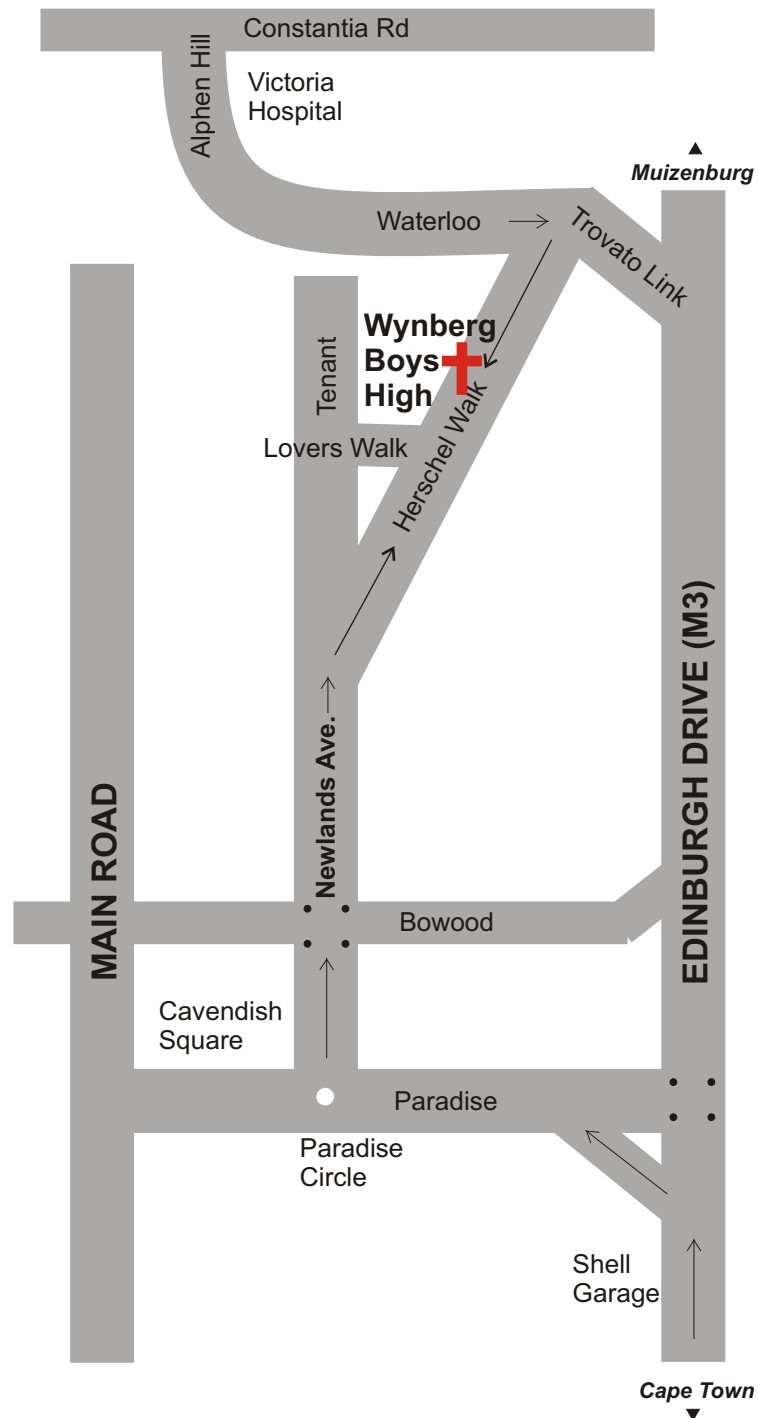 Constantia Rd
Alphen Hill
Victoria
Hospital
Muizenburg
Waterloo
Trovato Link
Wynberg
Boys
High
Tenant
Lovers Walk
Herschel Walk
EDINBURGH DRIVE (M3)
Newlands Ave.
MAIN ROAD
Bowood
Cavendish
Square
Paradise
Paradise
Circle
Shell
Garage
Cape Town